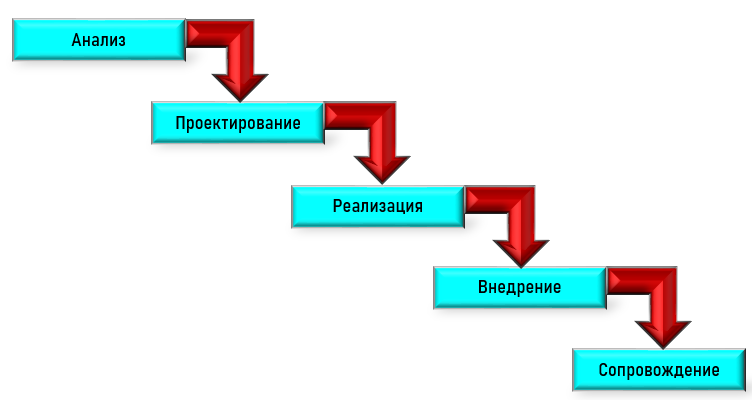 Анализ
Проектирование
Реализация
Внедрение
Сопровождение